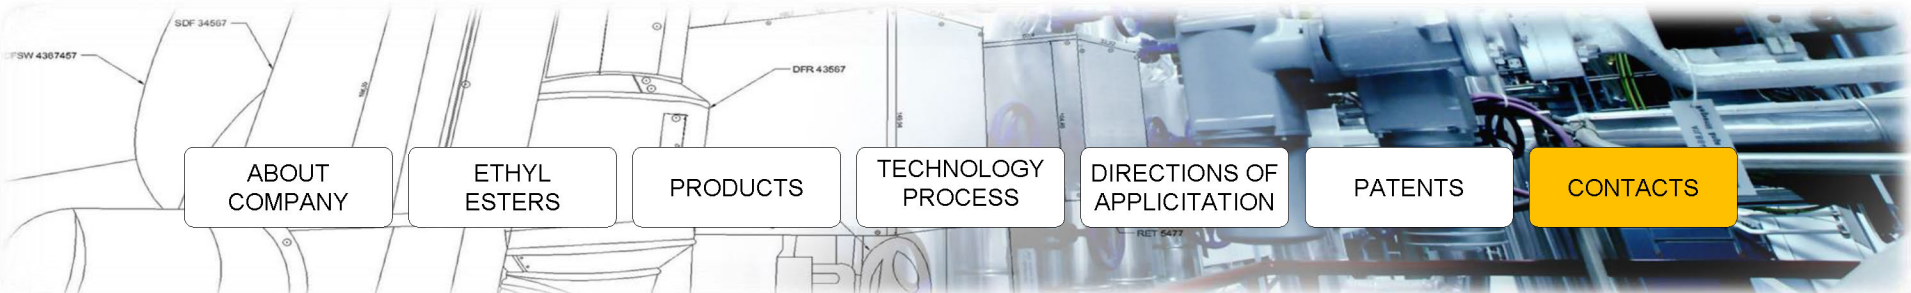 SDF 34567
SW 4367457
DFR 43567
ABOUT
COMPANY
ETHYL
ESTERS
PRODUCTS
TECHNOLOGY
PROCESS
DIRECTIONS OF
APPLICITATION
PATENTS
CONTACTS
RET 5477